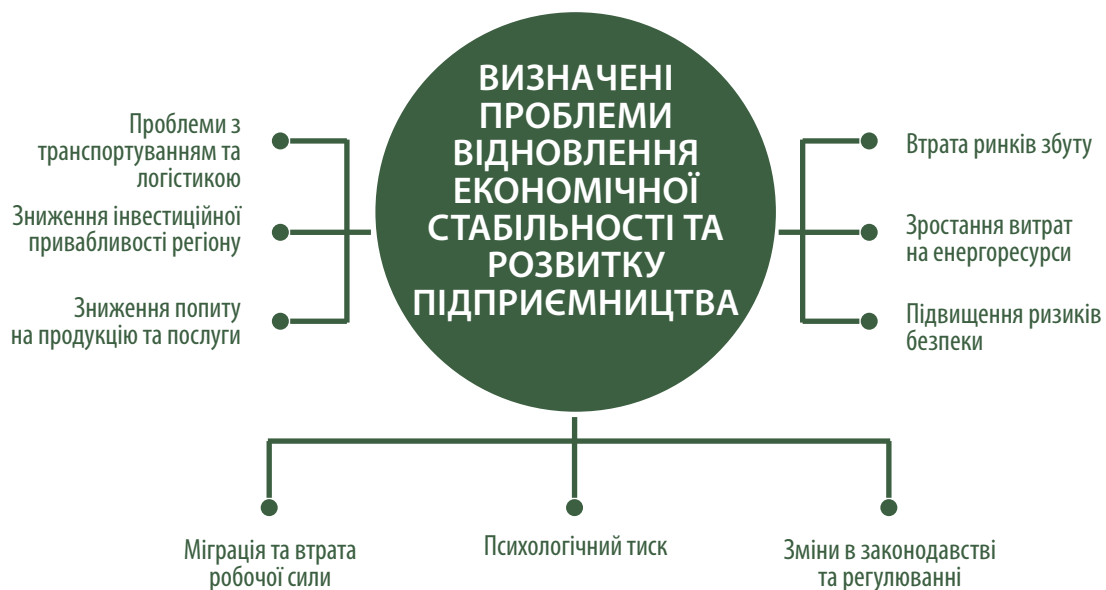 ВИЗНАЧЕНІ
ПРОБЛЕМИ
ВІДНОВЛЕННЯ
ЕКОНОМІЧНОЇ
СТАБІЛЬНОСТІ ТА
РОЗВИТКУ
ПІДПРИЄМНИЦТВА
Проблеми з
транспортуванням та
логістикою
Зниження інвестиційної
привабливості регіону
Зниження попиту
на продукцію та послуги
Втрата ринків збуту
Зростання витрат
на енергоресурси
Підвищення ризиків
безпеки
Міграція та втрата
робочої сили
Психологічний тиск
Зміни в законодавстві
та регулюванні